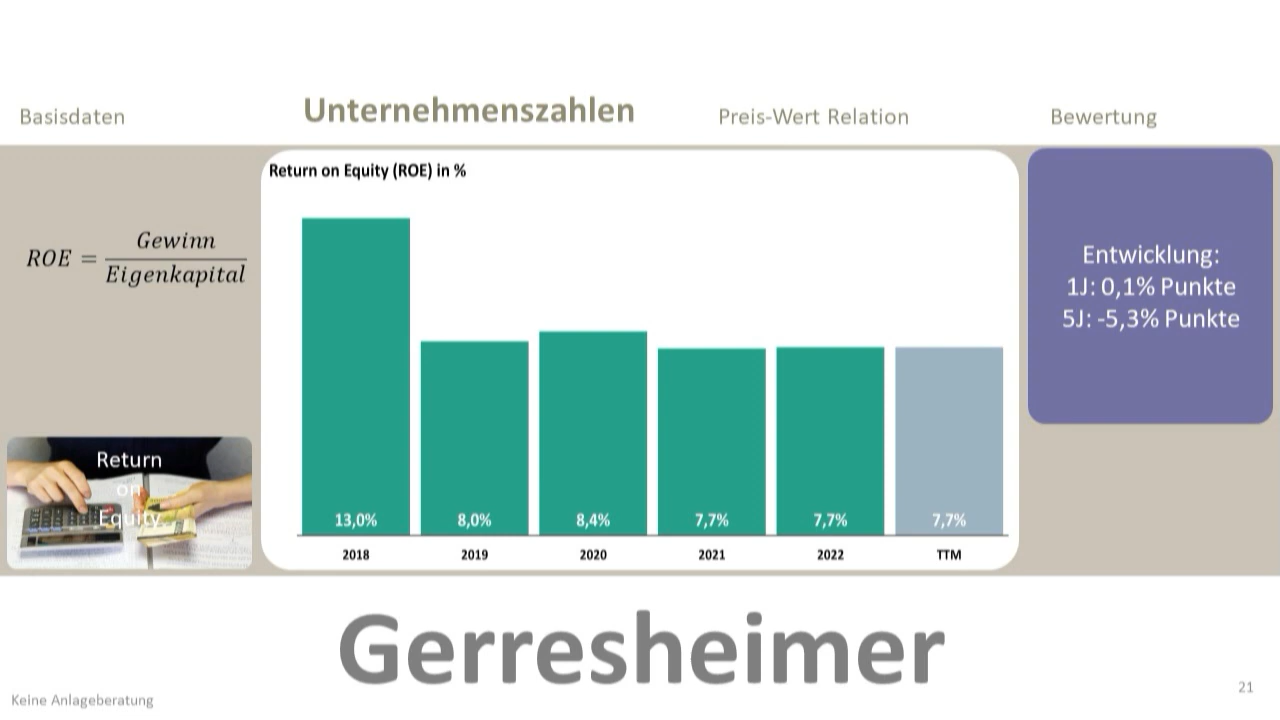 Basisdaten
Unternehmenszahlen
Preis-Wert Relation
Bewertung
ROE = Gewinn / Eigenkapital
Return
on
Equity
Return on Equity (ROE) in %
13,0% 8,0% 8,4% 7,7% 7,7% 7,7%
2018 2019 2020 2021 2022 TTM
Entwicklung:
1J: 0,1% Punkte
5J: -5,3% Punkte
Gerresheimer
Keine Anlageberatung
21